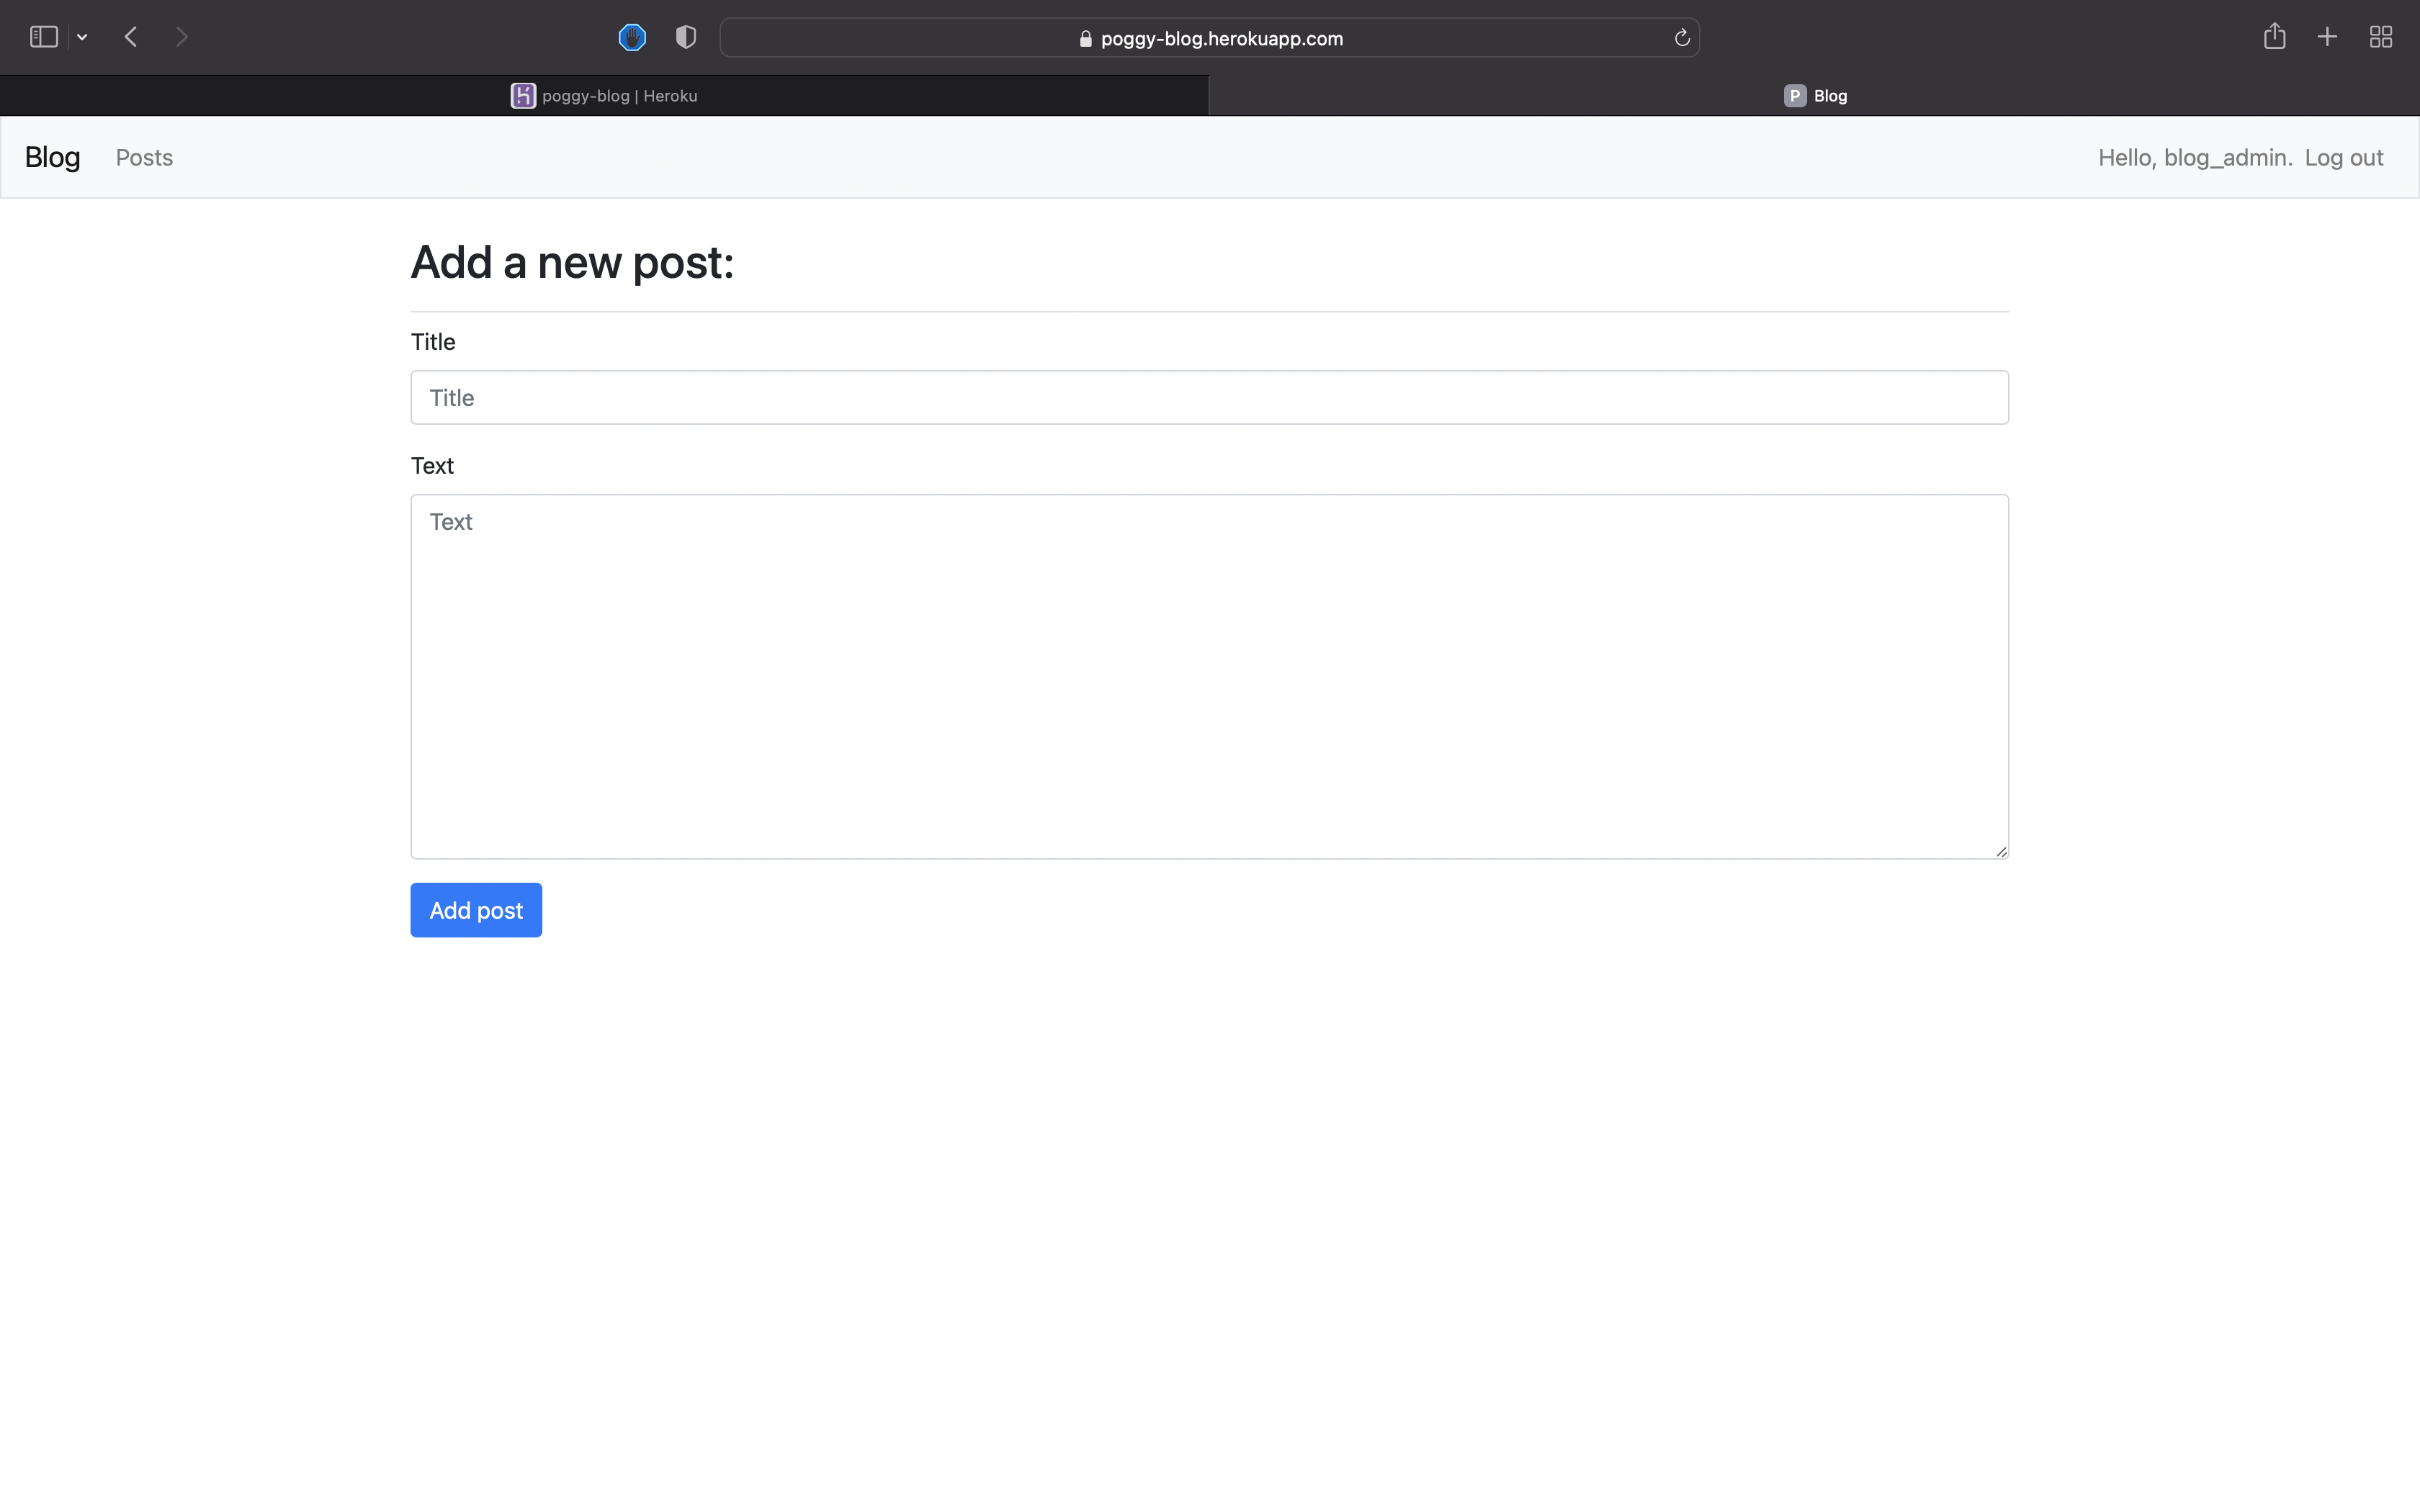 poggy-blog.herokuapp.com
poggy-blog | Heroku
P Blog
Blog Posts Hello, blog_admin. Log out
Add a new post:
Title
Title
Text
Text
Add post